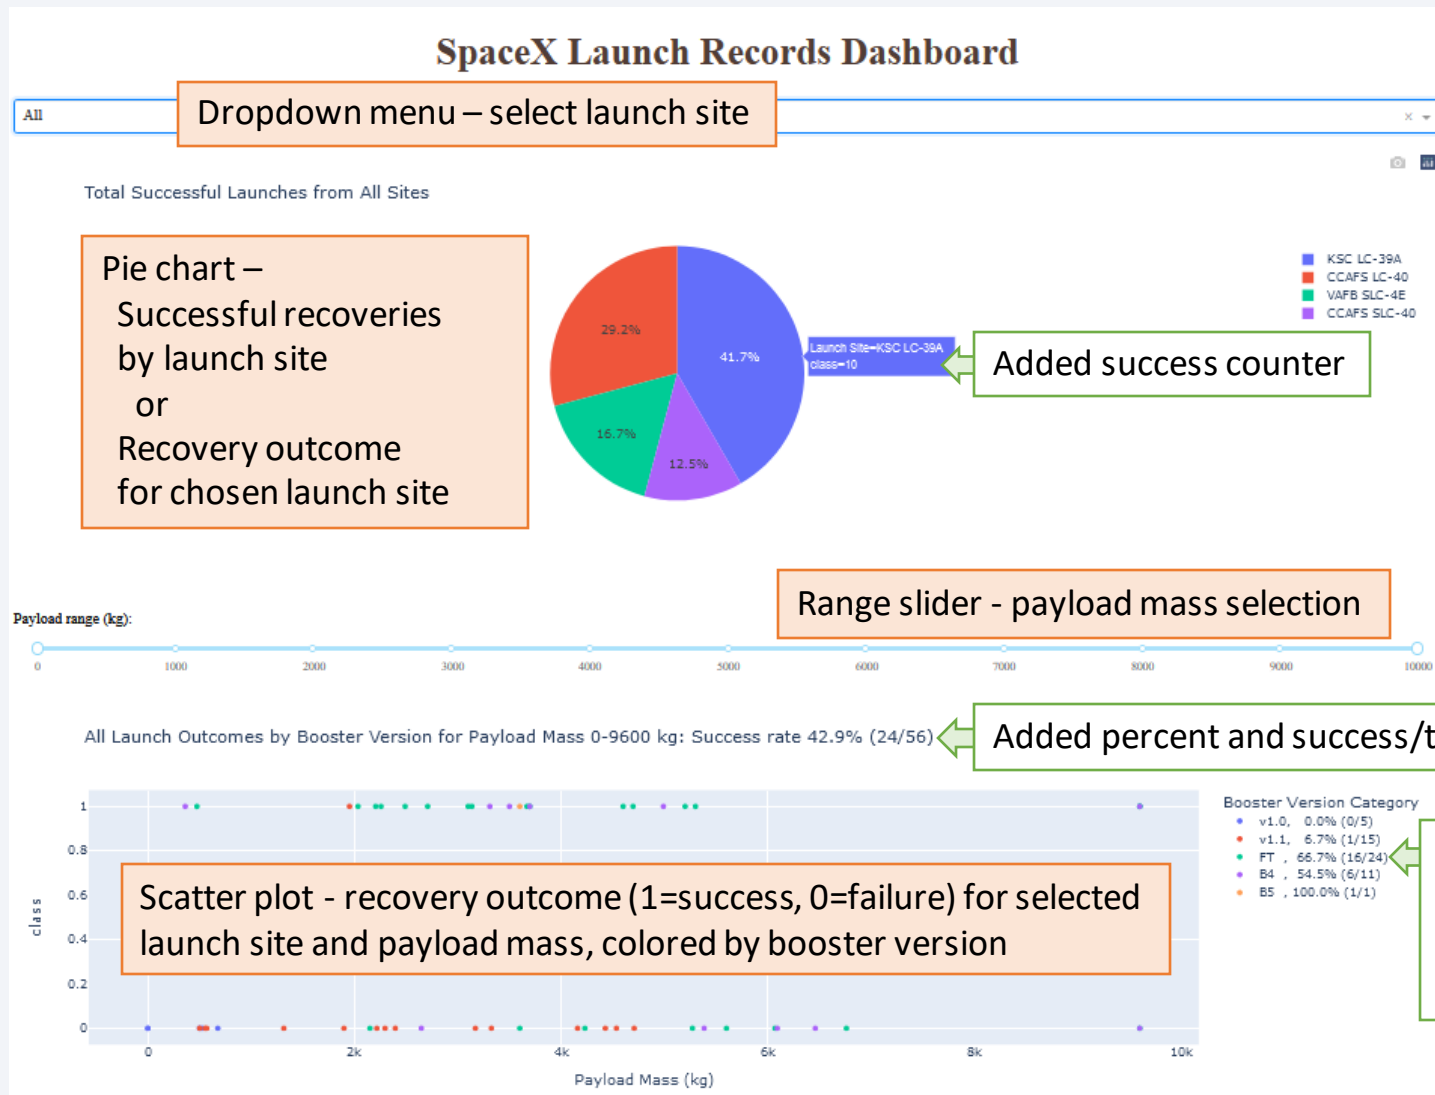 SpaceX Launch Records Dashboard
All
Dropdown menu – select launch site
Total Successful Launches from All Sites
Pie chart –
Successful recoveries
by launch site
or
Recovery outcome
for chosen launch site
29.2%
41.7%
16.7%
12.5%
Launch Site=KSC LC-39A
class=10
Added success counter
KSC LC-39A
CCAFS LC-40
VAFB SLC-4E
CCAFS SLC-40
Range slider - payload mass selection
Payload range (kg):
0 1000 2000 3000 4000 5000 6000 7000 8000 9000 10000
All Launch Outcomes by Booster Version for Payload Mass 0-9600 kg: Success rate 42.9% (24/56)
Added percent and success/t
1
0.8
0.6
0.4
0.2
0
class
Scatter plot - recovery outcome (1=success, 0=failure) for selected
launch site and payload mass, colored by booster version
0 2k 4k 6k 8k 10k
Payload Mass (kg)
Booster Version Category
v1.0, 0.0% (0/5)
v1.1, 6.7% (1/15)
FT , 66.7% (16/24)
B4 , 54.5% (6/11)
B5 , 100.0% (1/1)